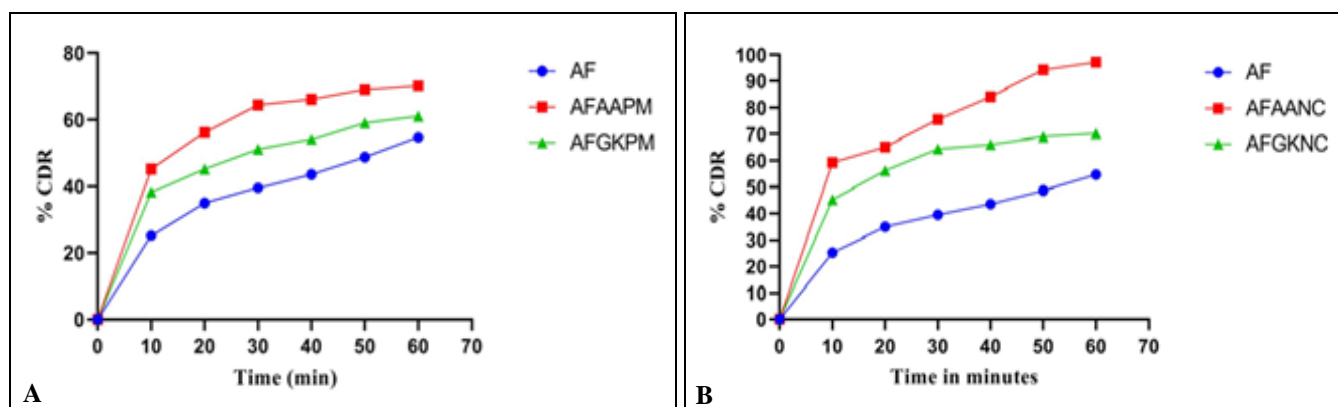 80
60
40
20
0
% CDR
0 10 20 30 40 50 60 70
Time (min)
AF
AFAAPM
AFGKPM
A
100
90
80
70
60
50
40
30
20
10
0
% CDR
0 10 20 30 40 50 60 70
Time in minutes
AF
AFAANC
AFGKNC
B